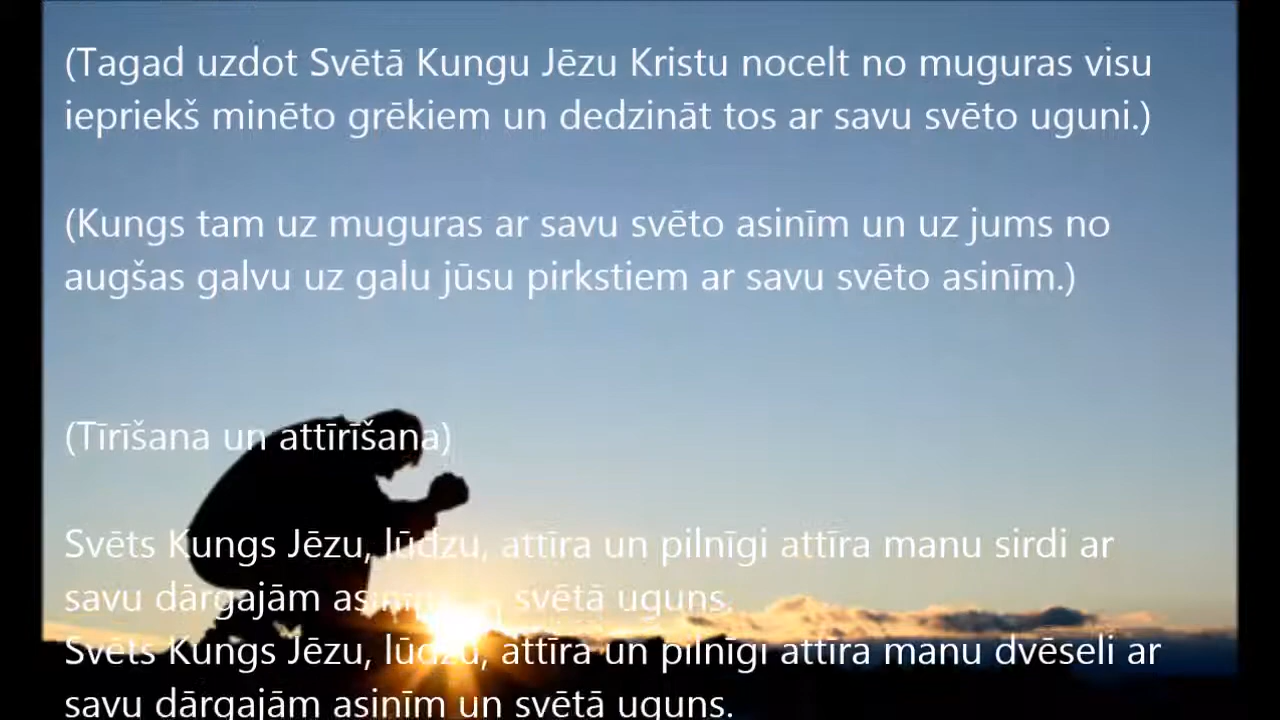 (Tagad uzdot Svētā Kungu Jēzu Kristu nocelt no muguras visu
iepriekš minēto grēkiem un dedzināt tos ar savu svēto uguni.)
(Kungs tam uz muguras ar savu svēto asinīm un uz jums no
augšas galvu uz galu jūsu pirkstiem ar savu svēto asinīm.)
(Tīrīšana un attīrīšana)
Svēts Kungs Jēzu, lūdzu, attīra un pilnīgi attīra manu sirdi ar
savu dārgajām asinīm un svētā uguns.
Svēts Kungs Jēzu, lūdzu, attīra un pilnīgi attīra manu dvēseli ar
savu dārgajām asinīm un svētā uguns.